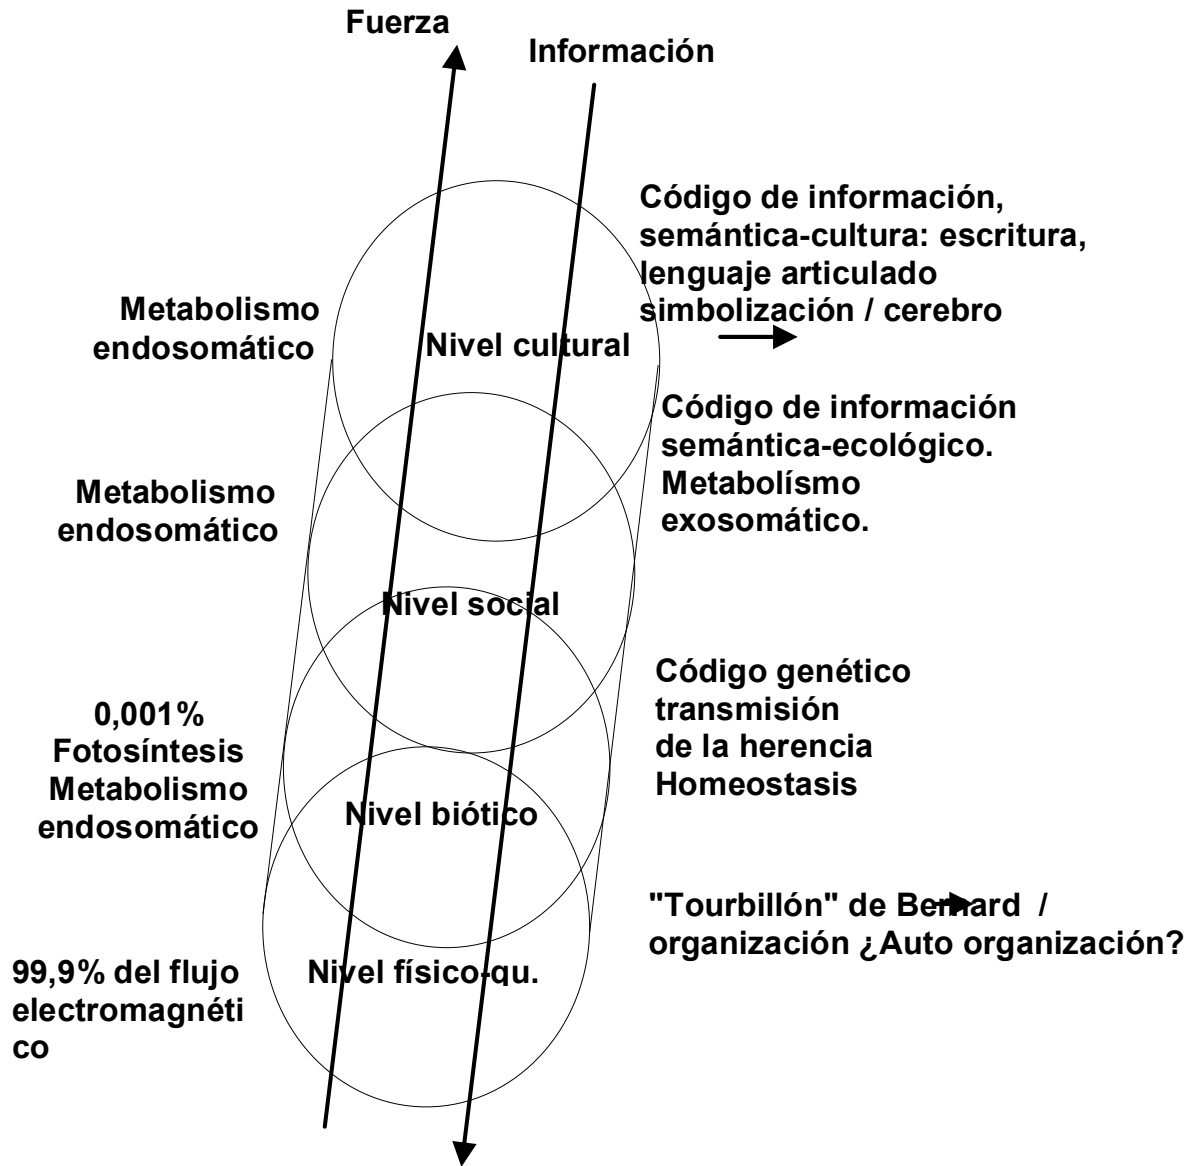 Fuerza
Información
Código de información,
semántica-cultura: escritura,
lenguaje articulado
simbolización / cerebro
Metabolismo
endosomático
Nivel cultural
Código de información
semántica-ecológico.
Metabolísmo
exosomático.
Metabolismo
endosomático
Nivel social
Código genético
transmisión
de la herencia
Homeostasis
0,001%
Fotosíntesis
Metabolismo
endosomático
Nivel biótico
"Tourbillón" de Bernard /
organización ¿Auto organización?
99,9% del flujo
electromagnéti
co
Nivel físico-qu.